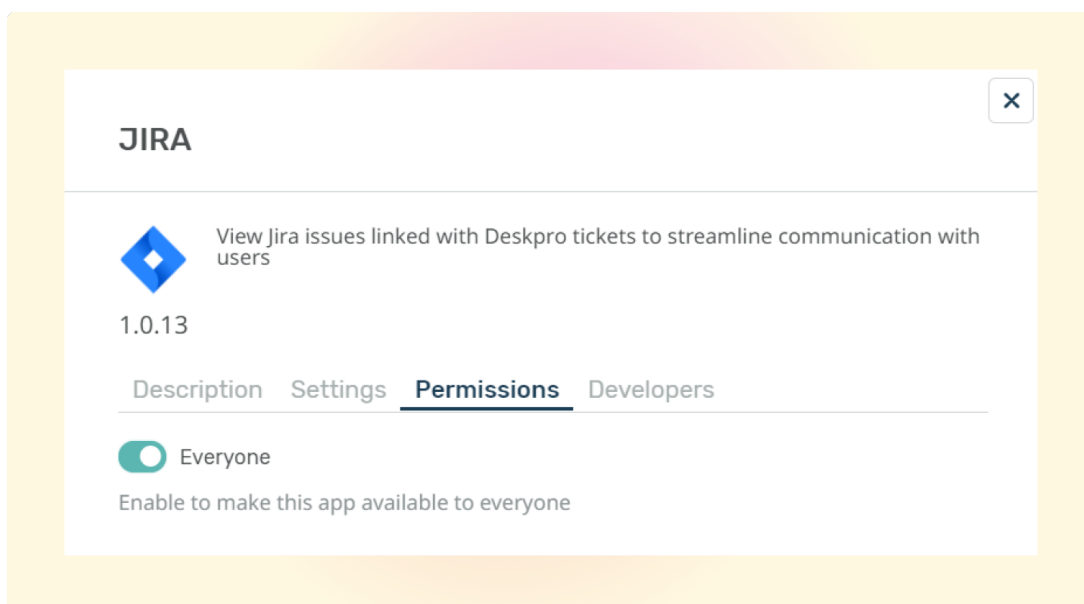 JIRA
View Jira issues linked with Deskpro tickets to streamline communication with
users
1.0.13
Description Settings Permissions Developers
Everyone
Enable to make this app available to everyone